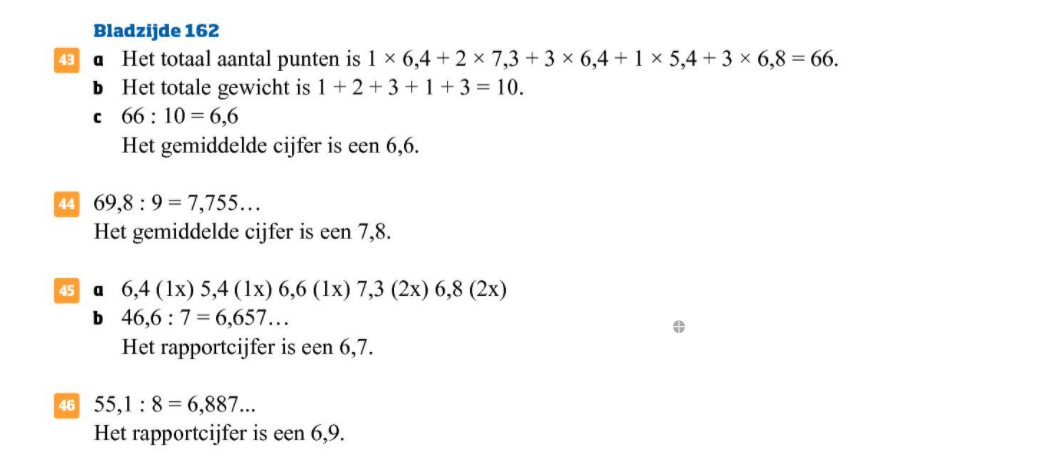 Bladzijde 162
43 a Het totaal aantal punten is 1 × 6,4 + 2 × 7,3 + 3 × 6,4 + 1 × 5,4 + 3 × 6,8 = 66.
b Het totale gewicht is 1 + 2 + 3 + 1 + 3 = 10.
c 66 : 10 = 6,6
Het gemiddelde cijfer is een 6,6.
44 69,8 : 9 = 7,755…
Het gemiddelde cijfer is een 7,8.
45 a 6,4 (1x) 5,4 (1x) 6,6 (1x) 7,3 (2x) 6,8 (2x)
b 46,6 : 7 = 6,657…
Het rapportcijfer is een 6,7.
46 55,1 : 8 = 6,887...
Het rapportcijfer is een 6,9.